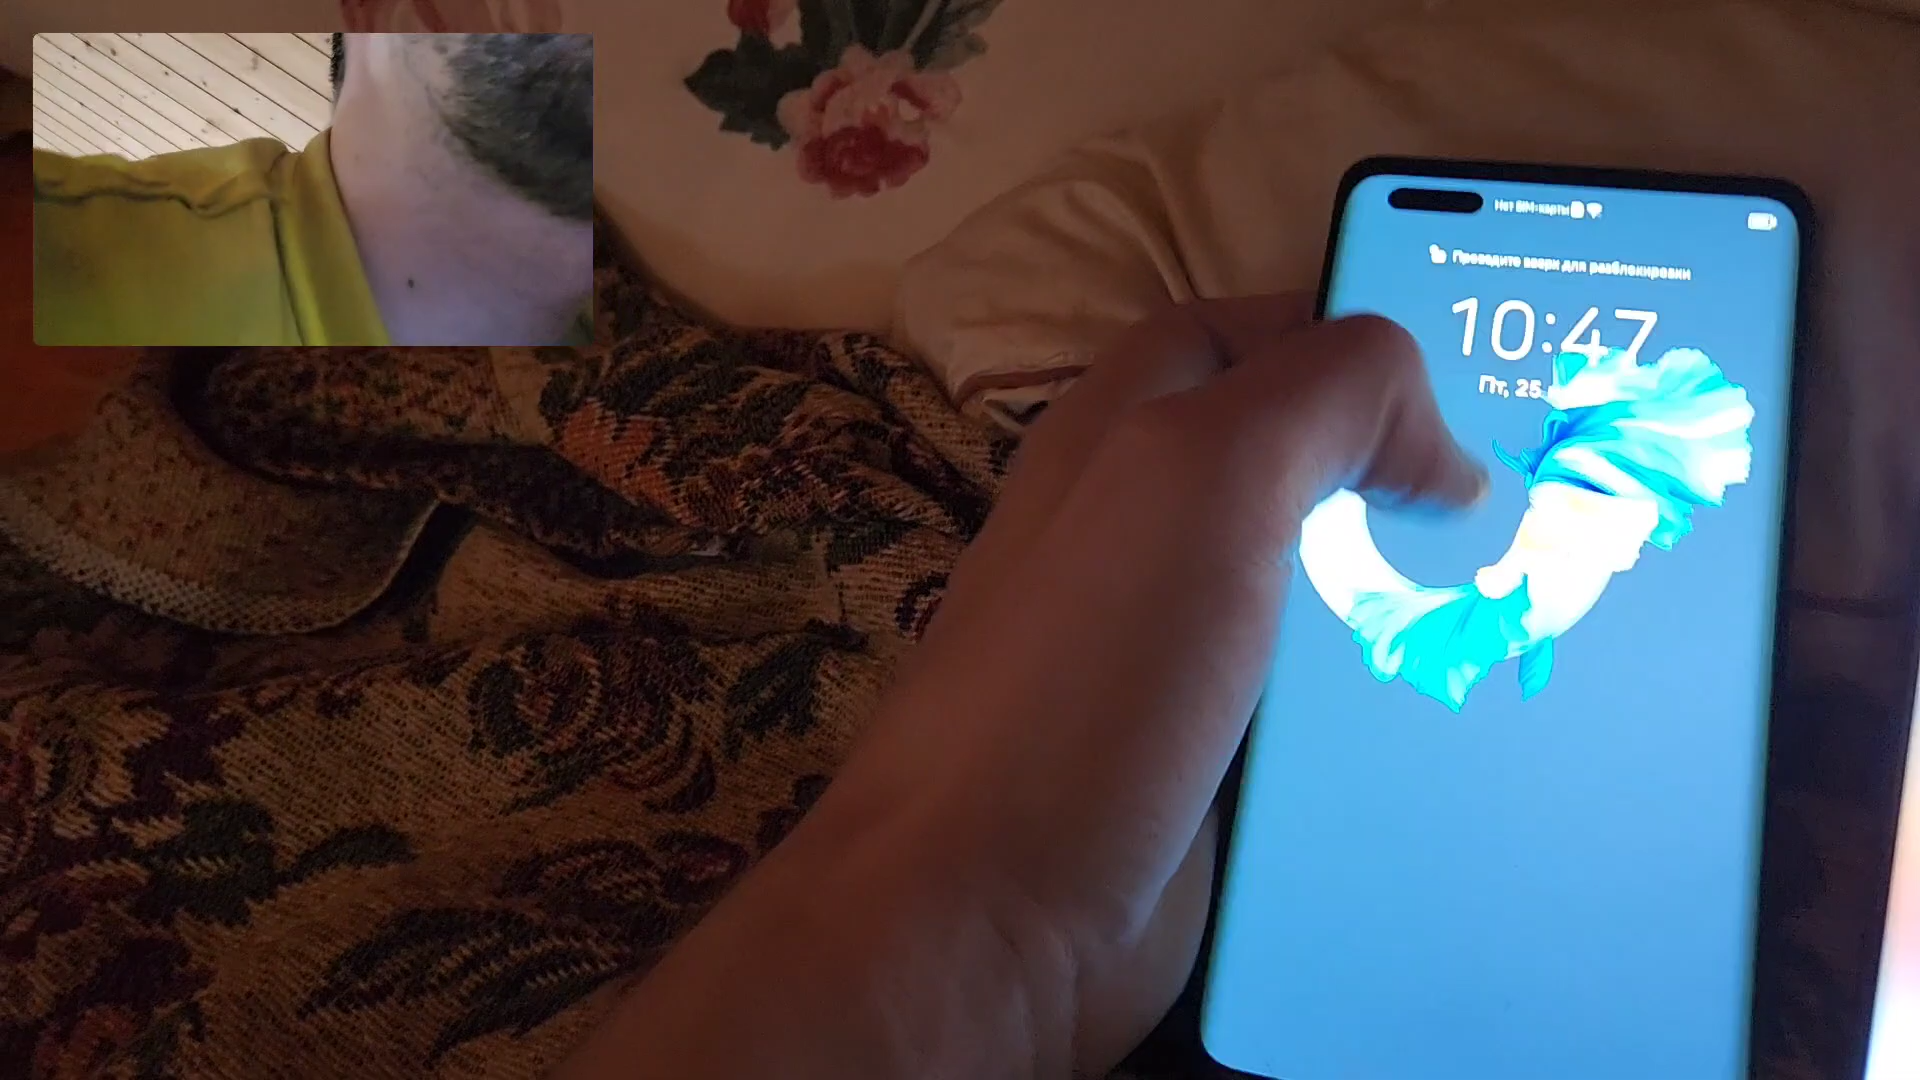 Нет SIM-карты
Проведите вверх для разблокировки
10:47
Пт, 25